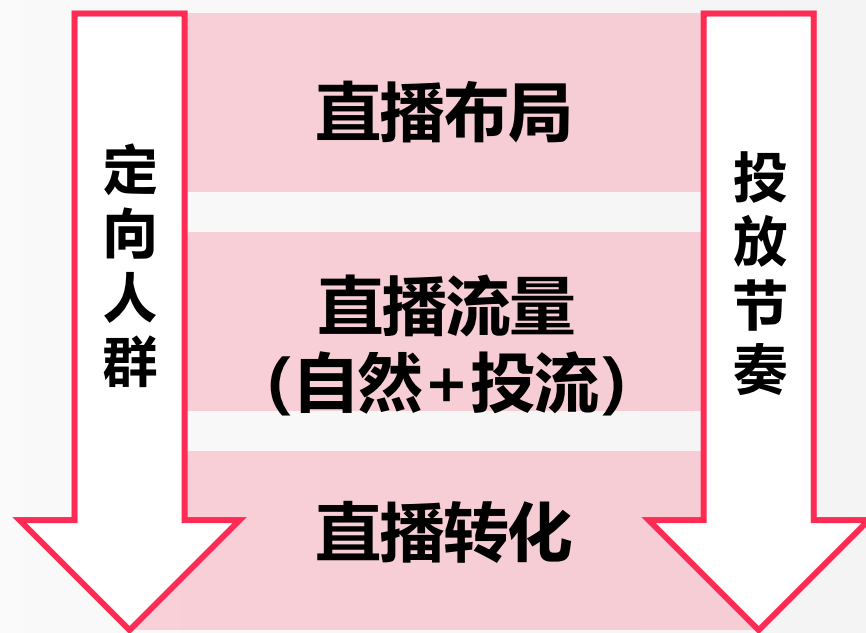 定向人群
直播布局
直播流量
（自然+投流）
直播转化
投放节奏